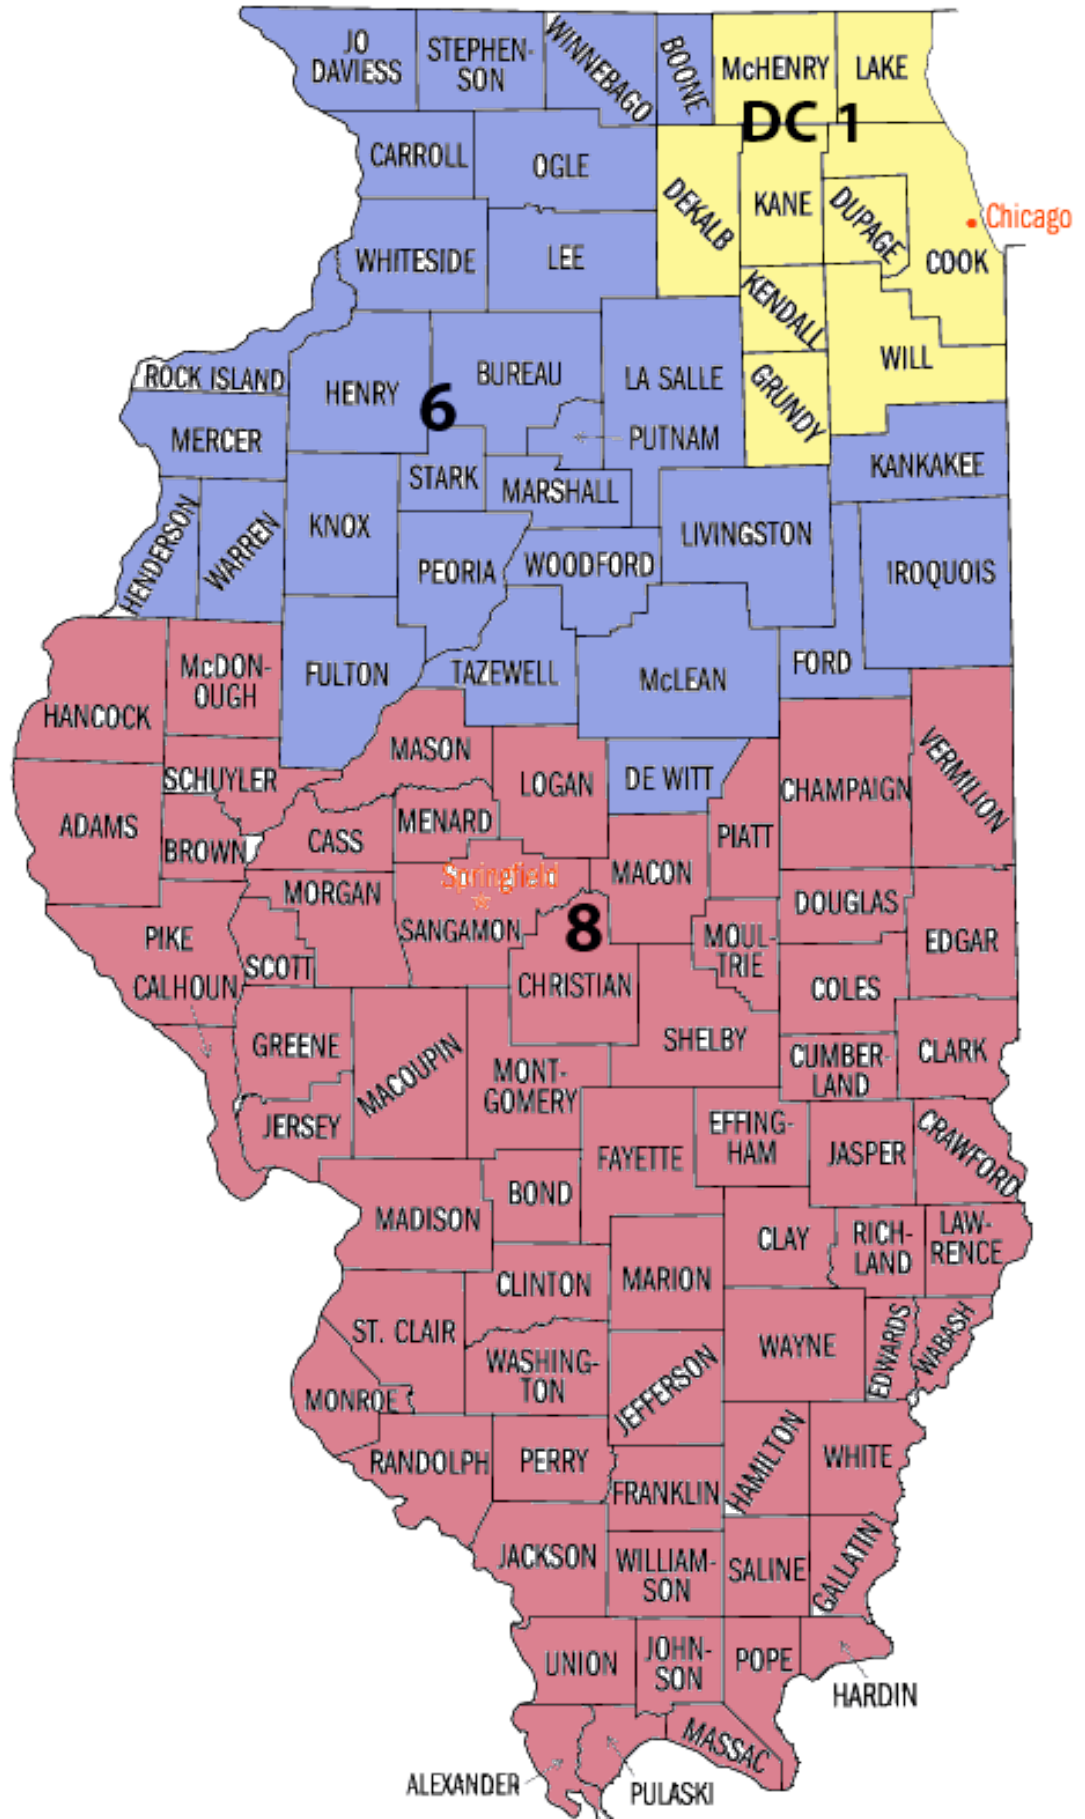 JO
DAVIESS
STEPHEN-
SON
WINNEBAGO
BOONE
McHENRY
LAKE
DC 1
CARROLL
OGLE
DEKALB
KANE
DUPAGE
Chicago
COOK
WHITESIDE
LEE
KENDALL
WILL
ROCK ISLAND
HENRY
BUREAU
LA SALLE
GRUNDY
6
MERCER
PUTNAM
KANKAKEE
STARK
MARSHALL
HENDERSON
WARREN
KNOX
PEORIA
WOODFORD
LIVINGSTON
IROQUOIS
FULTON
TAZEWELL
McLEAN
FORD
HANCOCK
McDON-
OUGH
MASON
LOGAN
DE WITT
CHAMPAIGN
VERMILION
SCHUYLER
ADAMS
BROWN
CASS
MENARD
PIATT
MACON
Springfield
MORGAN
SANGAMON
8
DOUGLAS
EDGAR
PIKE
SCOTT
CHRISTIAN
MOUL-
TRIE
COLES
CALHOUN
GREENE
MACOUPIN
MONT-
GOMERY
SHELBY
CUMBER-
LAND
CLARK
JERSEY
FAYETTE
EFFING-
HAM
JASPER
CRAWFORD
MADISON
BOND
CLAY
RICH-
LAND
LAW-
RENCE
CLINTON
MARION
ST. CLAIR
WASHING-
TON
JEFFERSON
WAYNE
EDWARDS
WABASH
MONROE
RANDOLPH
PERRY
FRANKLIN
HAMILTON
WHITE
JACKSON
WILLIAM-
SON
SALINE
GALLATIN
UNION
JOHN-
SON
POPE
HARDIN
MASSAC
ALEXANDER
PULASKI